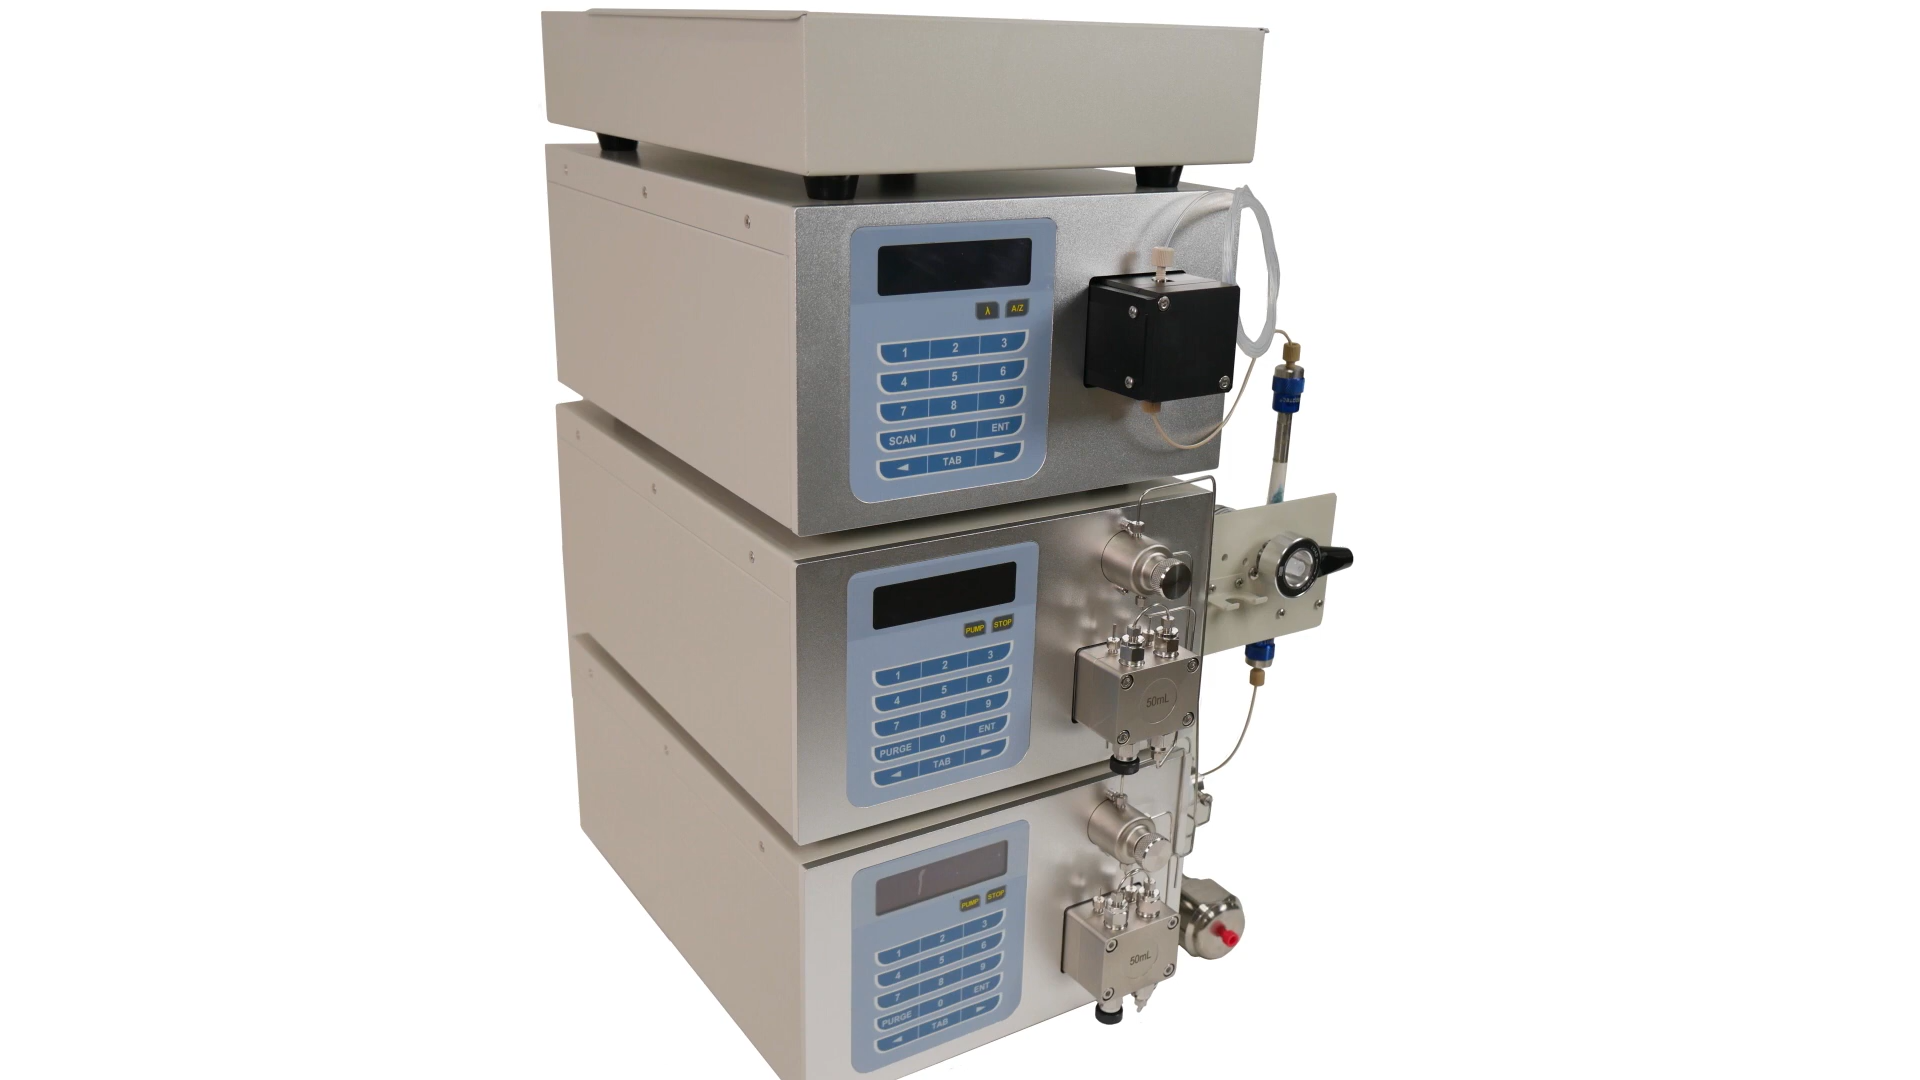 λ A/Z
1 2 3
4 5 6
7 8 9
SCAN 0 ENT
◄ TAB ►
PUMP STOP
1 2 3
4 5 6
7 8 9
PURGE 0 ENT
◄ TAB ►
50mL
PUMP STOP
1 2 3
4 5 6
7 8 9
PURGE 0 ENT
◄ TAB ►
50mL